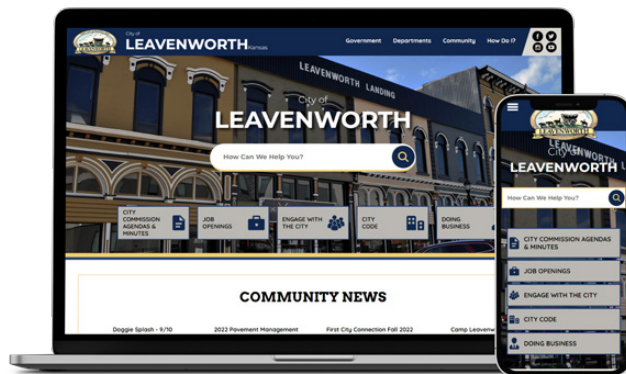 City of
LEAVENWORTH Kansas
Government Departments Community How Do I?
LEAVENWORTH
LEAVENWORTH LANDING
City of
LEAVENWORTH
How Can We Help You?
CITY COMMISSION AGENDAS & MINUTES
JOB OPENINGS
ENGAGE WITH THE CITY
CITY CODE
DOING BUSINESS
COMMUNITY NEWS
Doggie Splash - 9/10 2022 Pavement Management First City Connection Fall 2022 Camp Leavenw
LEAVENWORTH
City of
LEAVENWORTH
How Can We Help You?
CITY COMMISSION AGENDAS
& MINUTES
JOB OPENINGS
ENGAGE WITH THE CITY
CITY CODE
DOING BUSINESS